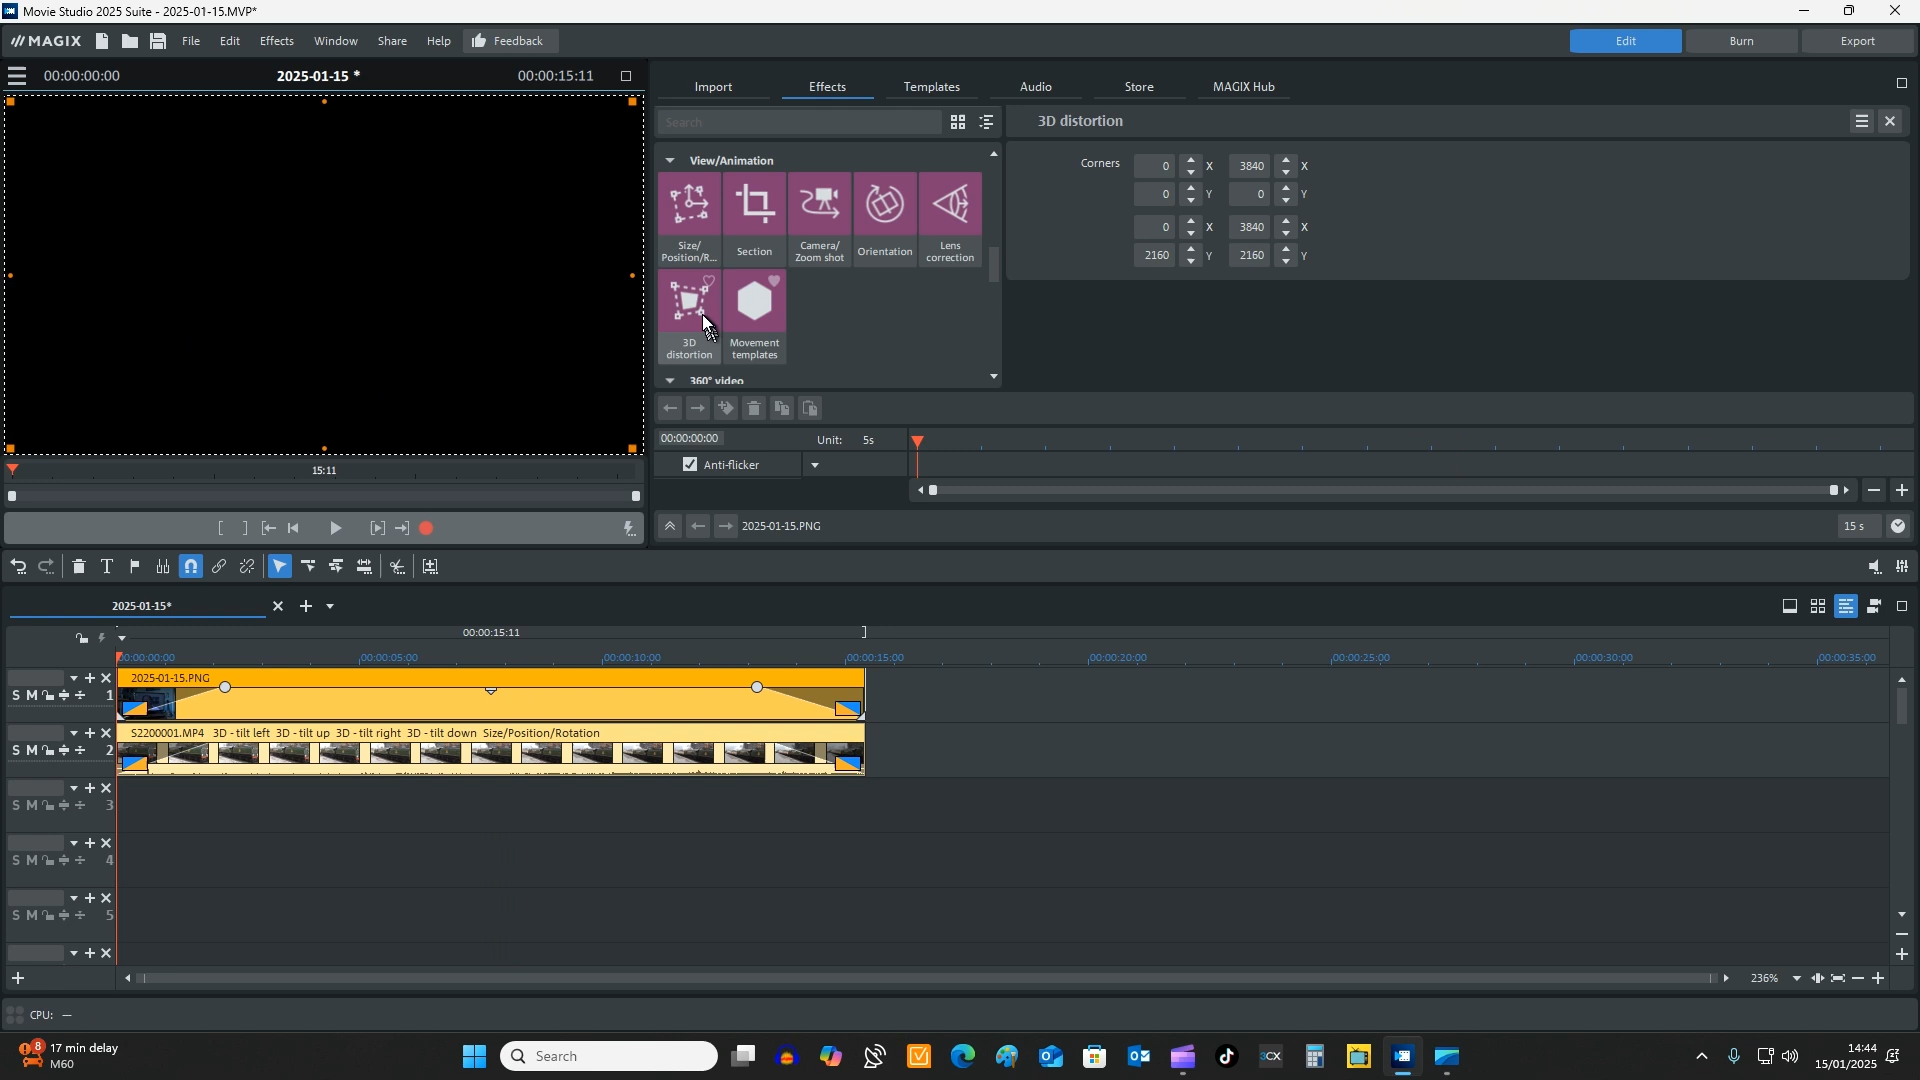 Movie Studio 2025 Suite - 2025-01-15.MVP*
MAGIX File Edit Effects Window Share Help Feedback Edit Burn Export
00:00:00:00 2025-01-15 * 00:00:15:11
Import Effects Templates Audio Store MAGIX Hub
Search
3D distortion
View/Animation
Corners 0 X 3840 X
0 Y 0 Y
0 X 3840 X
2160 Y 2160 Y
Size/
Position/R...
Section
Camera/
Zoom shot
Orientation
Lens
correction
3D
distortion
Movement
templates
360° video
00:00:00:00 Unit: 5s
Anti-flicker
15:11
2025-01-15.PNG 15 s
2025-01-15*
00:00:15:11
00:00:00:00 00:00:05:00 00:00:10:00 00:00:15:00 00:00:20:00 00:00:25:00 00:00:30:00 00:00:35:00
2025-01-15.PNG
S M 1
S2200001.MP4 3D - tilt left 3D - tilt up 3D - tilt right 3D - tilt down Size/Position/Rotation
S M 2
S M 3
S M 4
S M 5
236%
CPU: —
8 17 min delay
M60
Search
3CX
14:44
15/01/2025